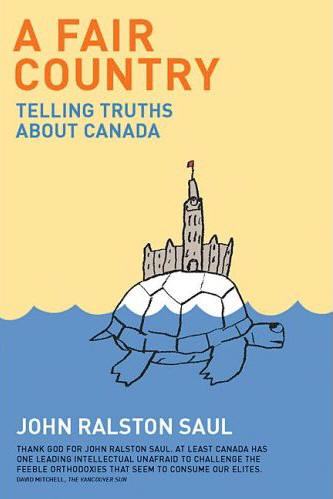 A FAIR
COUNTRY
TELLING TRUTHS
ABOUT CANADA
JOHN RALSTON SAUL
THANK GOD FOR JOHN RALSTON SAUL. AT LEAST CANADA HAS
ONE LEADING INTELLECTUAL UNAFRAID TO CHALLENGE THE
FEEBLE ORTHODOXIES THAT SEEM TO CONSUME OUR ELITES.
DAVID MITCHELL, THE VANCOUVER SUN